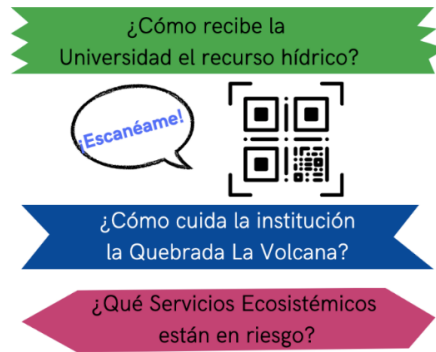 ¿Cómo recibe la
Universidad el recurso hídrico?
¡Escanéame!
¿Cómo cuida la institución
la Quebrada La Volcana?
¿Qué Servicios Ecosistémicos
están en riesgo?